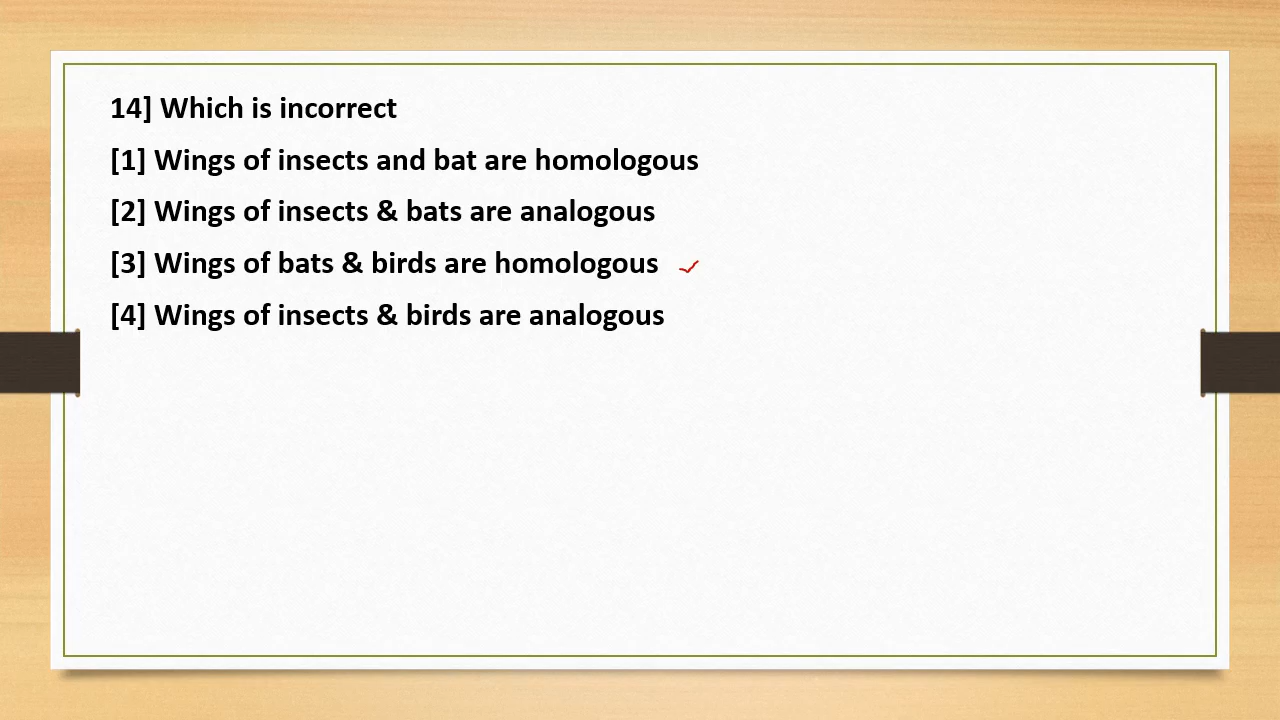 14] Which is incorrect
[1] Wings of insects and bat are homologous
[2] Wings of insects & bats are analogous
[3] Wings of bats & birds are homologous
[4] Wings of insects & birds are analogous